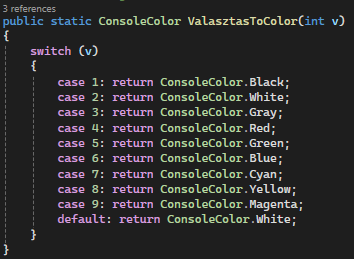 3 references
public static ConsoleColor ValasztasToColor(int v)
{
switch (v)
{
case 1: return ConsoleColor.Black;
case 2: return ConsoleColor.White;
case 3: return ConsoleColor.Gray;
case 4: return ConsoleColor.Red;
case 5: return ConsoleColor.Green;
case 6: return ConsoleColor.Blue;
case 7: return ConsoleColor.Cyan;
case 8: return ConsoleColor.Yellow;
case 9: return ConsoleColor.Magenta;
default: return ConsoleColor.White;
}
}